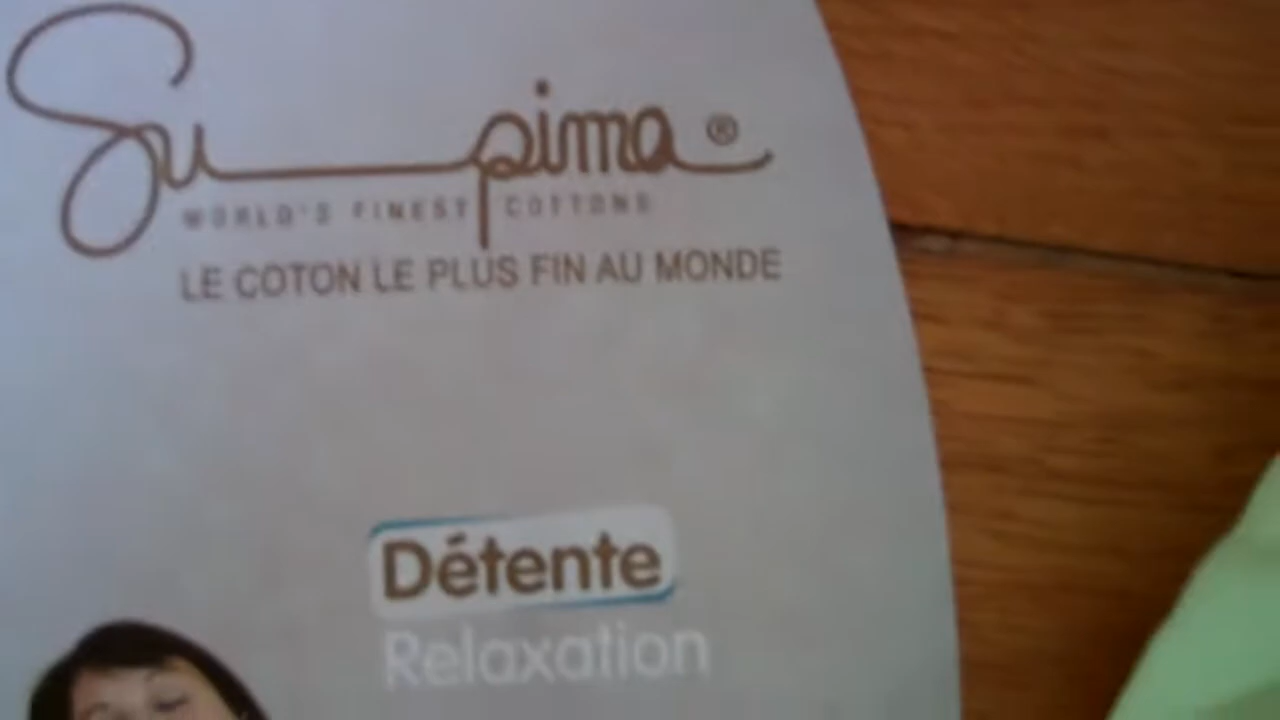 Supima ®
WORLD'S FINEST COTTONS
LE COTON LE PLUS FIN AU MONDE
Détente
Relaxation